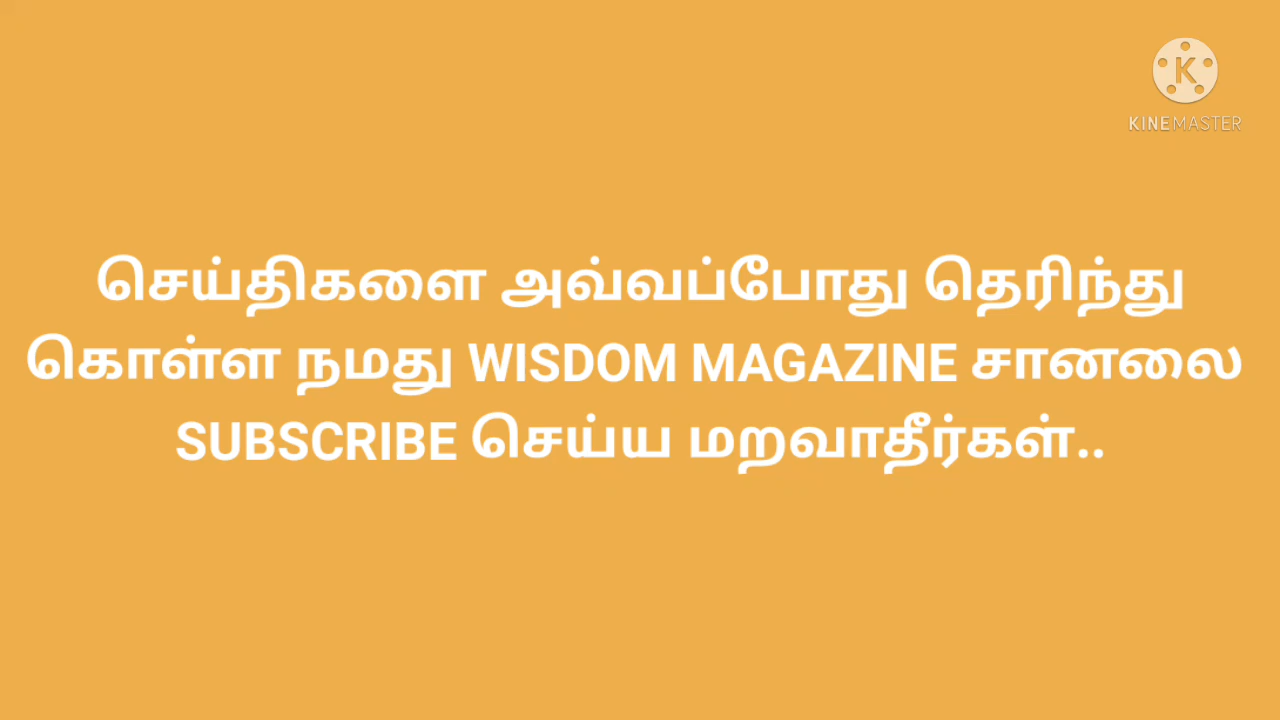 KINEMASTER
செய்திகளை அவ்வப்போது தெரிந்து
கொள்ள நமது WISDOM MAGAZINE சானலை
SUBSCRIBE செய்ய மறவாதீர்கள்..